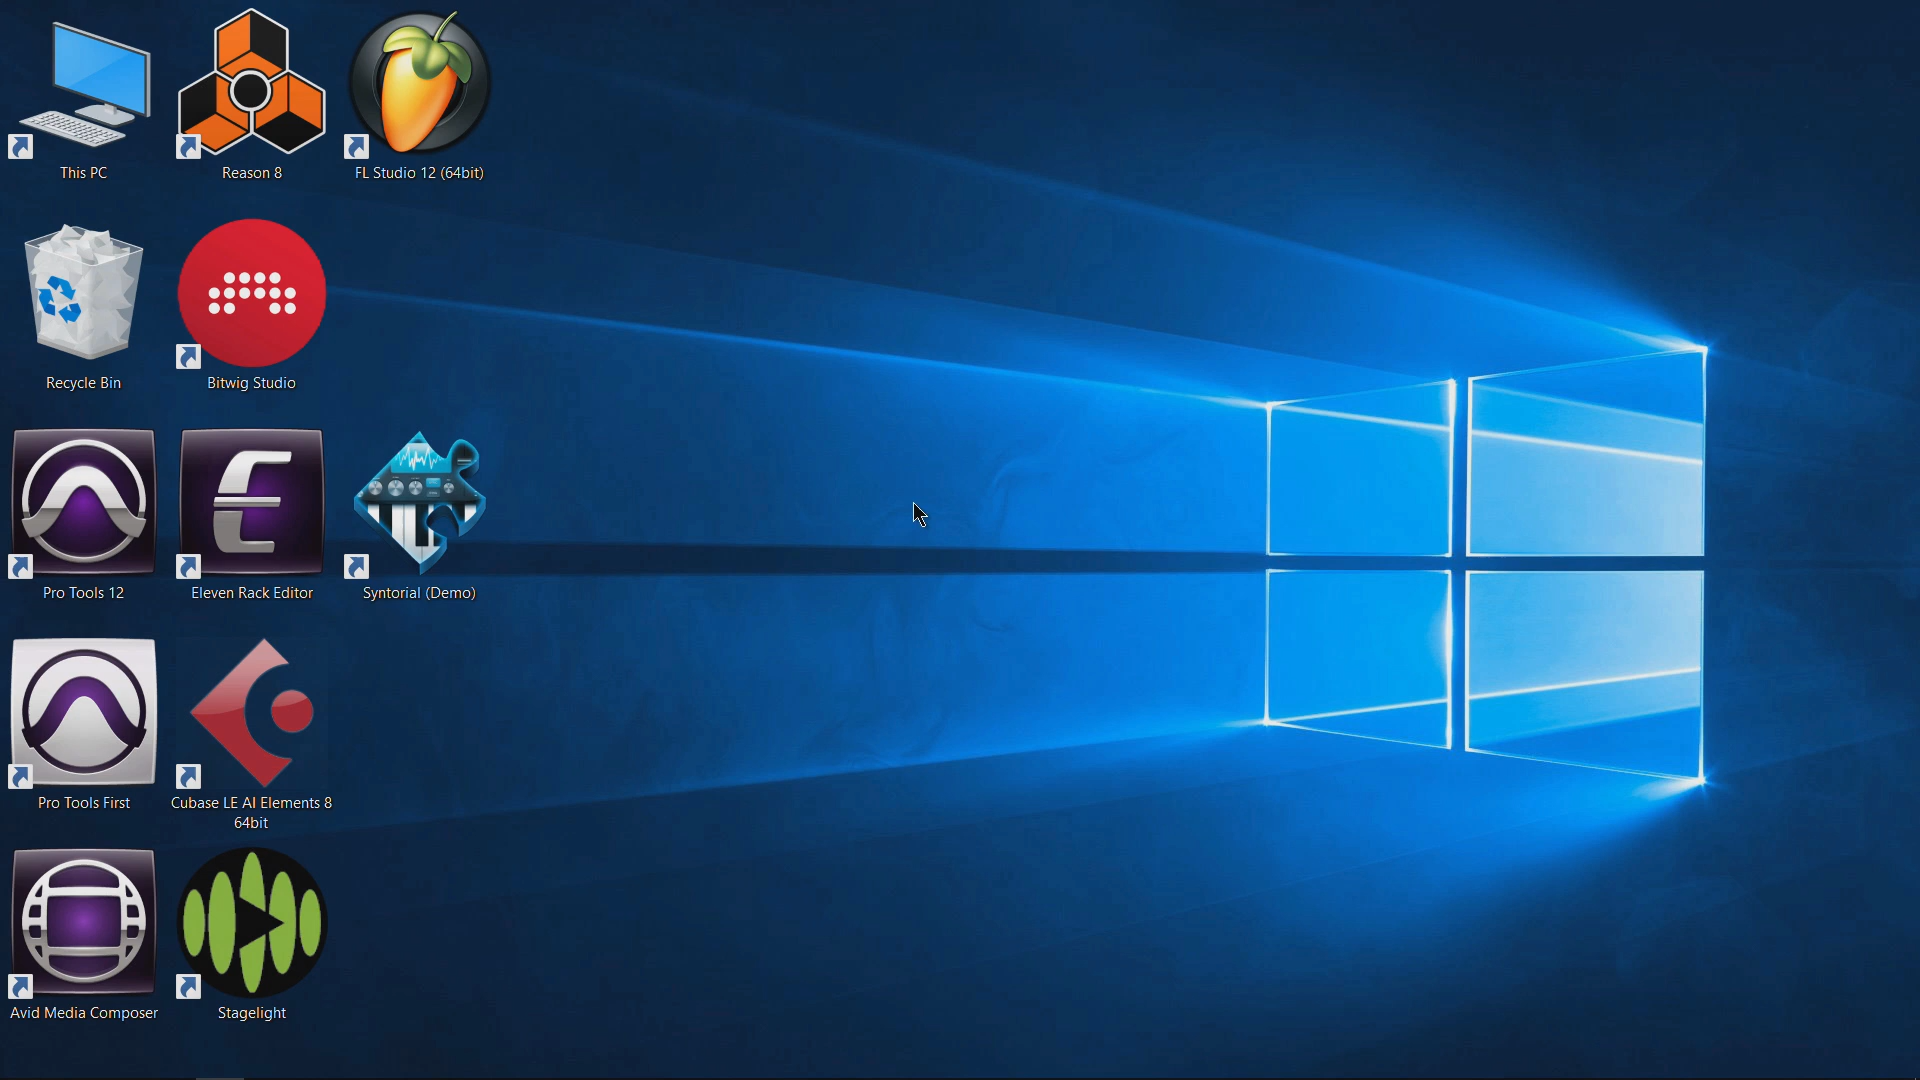 This PC
Reason 8
FL Studio 12 (64bit)
Recycle Bin
Bitwig Studio
Pro Tools 12
Eleven Rack Editor
Syntorial (Demo)
Pro Tools First
Cubase LE AI Elements 8
64bit
Avid Media Composer
Stagelight